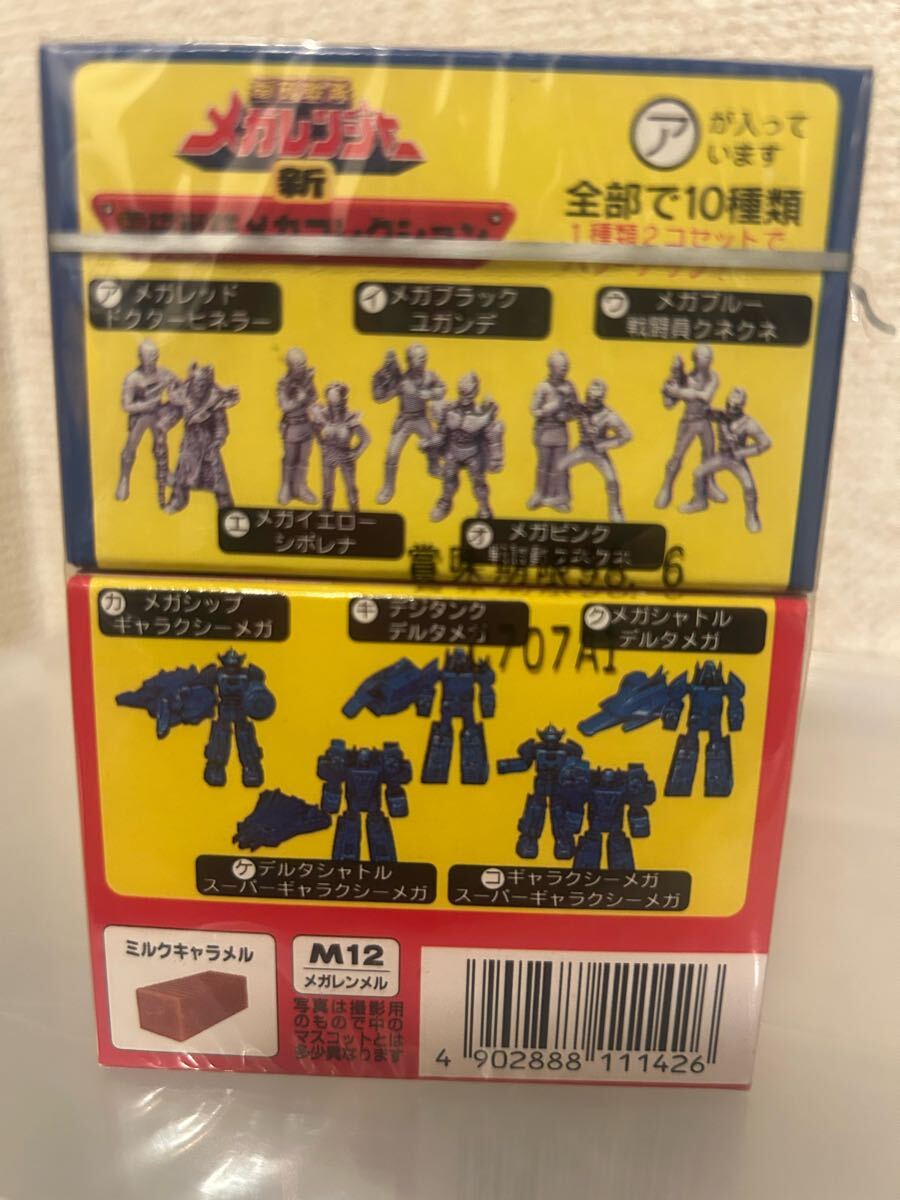 メガレンジャー
新
㋐が入って
います
全部で10種類
1種類2コセットで
㋐メガレッド
ドクターヒネラー
㋑メガブラック
ユガンデ
㋒メガブルー
戦闘員クネクネ
㋓メガイエロー
シボレナ
㋔メガピンク
戦闘員クネクネ
賞味期限98.6
C707A1
㋕メガシップ
ギャラクシーメガ
㋖デジタンク
デルタメガ
㋗メガシャトル
デルタメガ
㋘デルタシャトル
スーパーギャラクシーメガ
㋙ギャラクシーメガ
スーパーギャラクシーメガ
ミルクキャラメル
M12
メガレンメル
写真は撮影用
のもので中の
マスコットとは
多少異なります
4 902888 111426